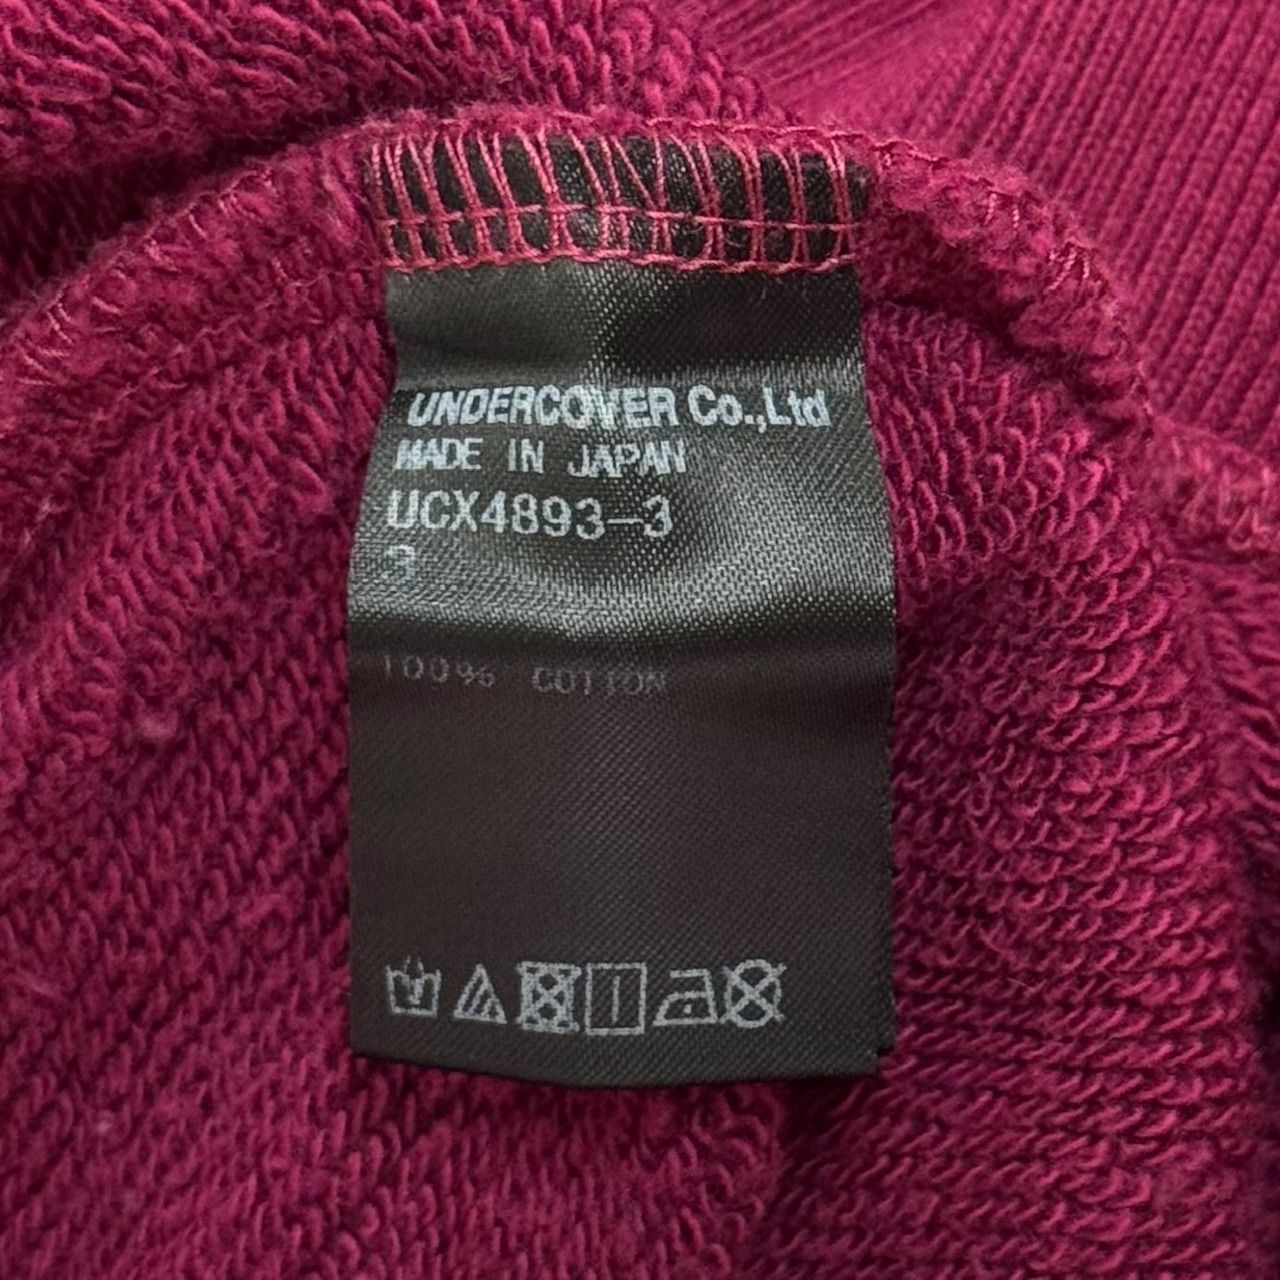 UNDERCOVER Co.,Ltd
MADE IN JAPAN
UCX4893-3
3
100% COTTON